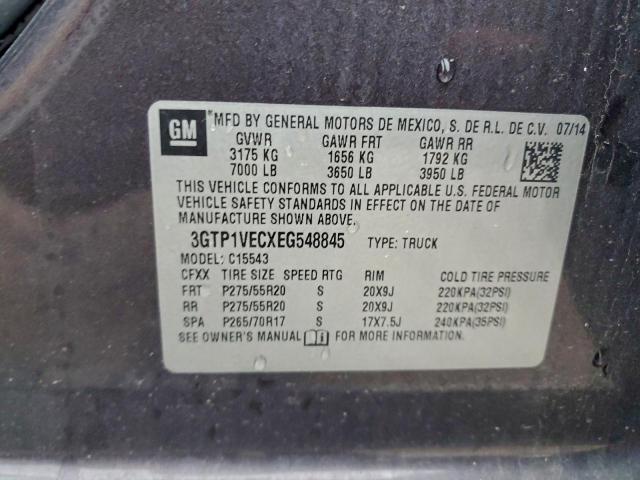 GM
MFD BY GENERAL MOTORS DE MEXICO, S. DE R.L. DE C.V. 07/14
GVWR GAWR FRT GAWR RR
3175 KG 1656 KG 1792 KG
7000 LB 3650 LB 3950 LB
THIS VEHICLE CONFORMS TO ALL APPLICABLE U.S. FEDERAL MOTOR
VEHICLE SAFETY STANDARDS IN EFFECT ON THE DATE OF
MANUFACTURE SHOWN ABOVE.
3GTP1VECXEG548845 TYPE: TRUCK
MODEL: C15543
CFXX TIRE SIZE SPEED RTG RIM COLD TIRE PRESSURE
FRT P275/55R20 S 20X9J 220KPA(32PSI)
RR P275/55R20 S 20X9J 220KPA(32PSI)
SPA P265/70R17 S 17X7.5J 240KPA(35PSI)
SEE OWNER'S MANUAL FOR MORE INFORMATION.